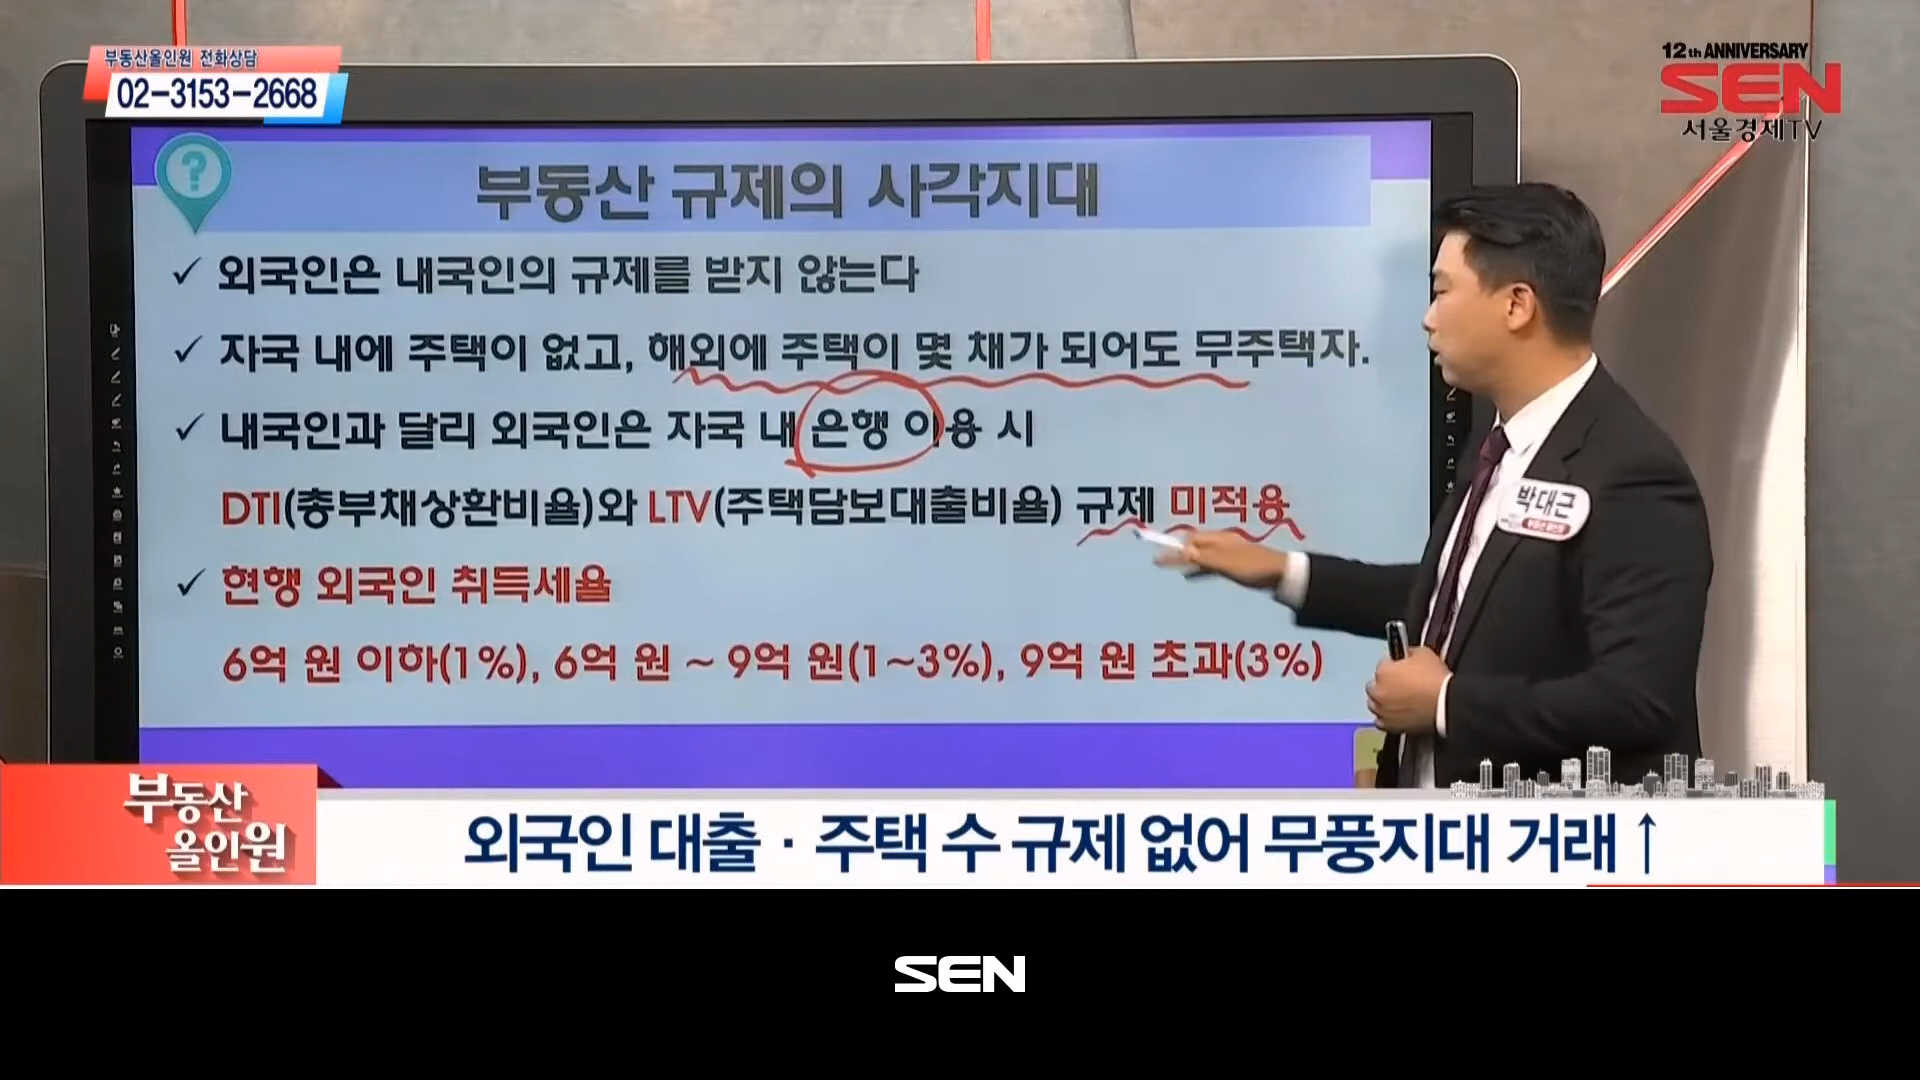 부동산올인원 전화상담
02-3153-2668
12th ANNIVERSARY
SEN
서울경제TV
?
부동산 규제의 사각지대
✓ 외국인은 내국인의 규제를 받지 않는다
✓ 자국 내에 주택이 없고, 해외에 주택이 몇 채가 되어도 무주택자.
✓ 내국인과 달리 외국인은 자국 내 은행 이용 시
DTI(총부채상환비율)와 LTV(주택담보대출비율) 규제 미적용
✓ 현행 외국인 취득세율
6억 원 이하(1%), 6억 원 ~ 9억 원(1~3%), 9억 원 초과(3%)
박대근
부동산
올인원
외국인 대출·주택 수 규제 없어 무풍지대 거래↑
SEN